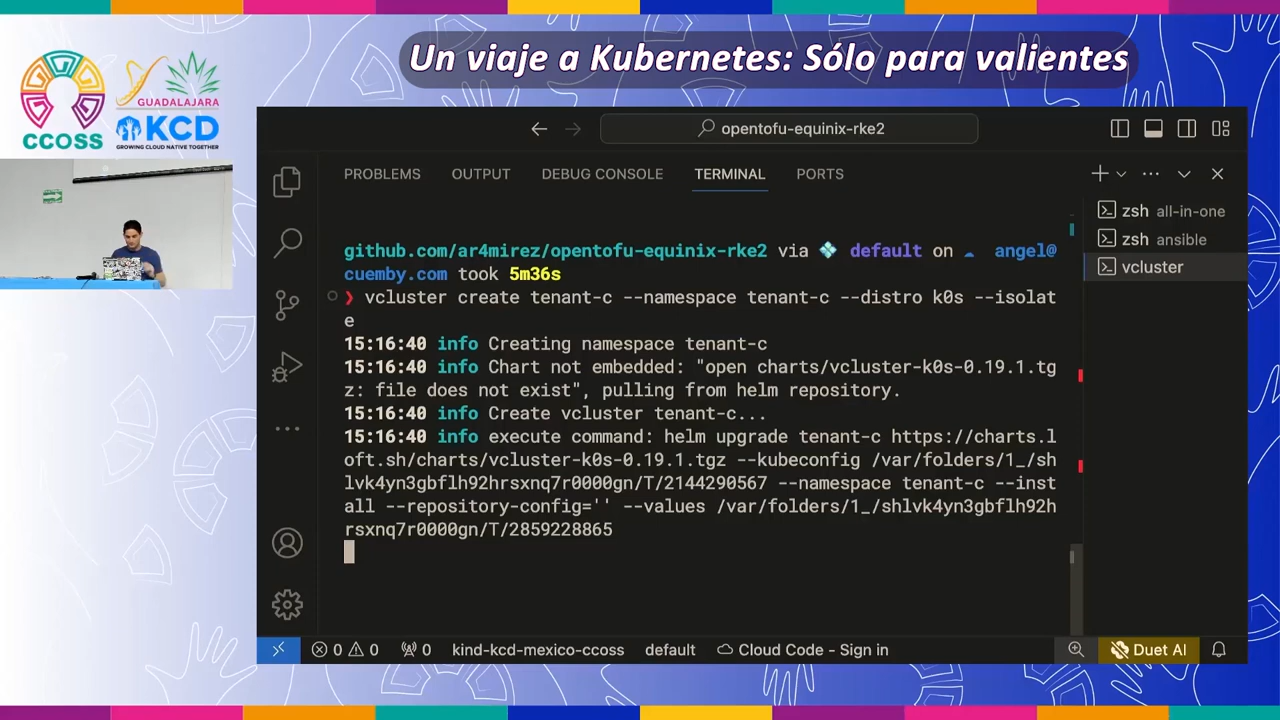 Un viaje a Kubernetes: Sólo para valientes
CCOSS
GUADALAJARA
KCD
GROWING CLOUD NATIVE TOGETHER
opentofu-equinix-rke2
PROBLEMS OUTPUT DEBUG CONSOLE TERMINAL PORTS
zsh all-in-one
zsh ansible
vcluster
github.com/ar4mirez/opentofu-equinix-rke2 via default on angel@
cuemby.com took 5m36s
❯ vcluster create tenant-c --namespace tenant-c --distro k0s --isolat
e
15:16:40 info Creating namespace tenant-c
15:16:40 info Chart not embedded: "open charts/vcluster-k0s-0.19.1.tg
z: file does not exist", pulling from helm repository.
15:16:40 info Create vcluster tenant-c...
15:16:40 info execute command: helm upgrade tenant-c https://charts.l
oft.sh/charts/vcluster-k0s-0.19.1.tgz --kubeconfig /var/folders/1_/sh
lvk4yn3gbflh92hrsxnq7r0000gn/T/2144290567 --namespace tenant-c --inst
all --repository-config='' --values /var/folders/1_/shlvk4yn3gbflh92h
rsxnq7r0000gn/T/2859228865
0 0 0 kind-kcd-mexico-ccoss default Cloud Code - Sign in Duet AI